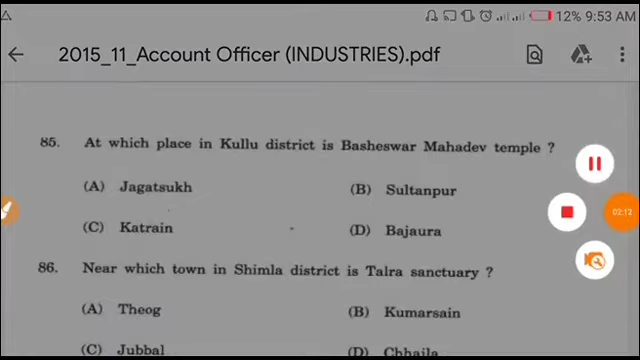 12% 9:53 AM
2015_11_Account Officer (INDUSTRIES).pdf
85. At which place in Kullu district is Basheswar Mahadev temple ?
(A) Jagatsukh (B) Sultanpur
(C) Katrain (D) Bajaura
02:12
86. Near which town in Shimla district is Talra sanctuary ?
(A) Theog (B) Kumarsain
(C) Jubbal (D) Chhaila